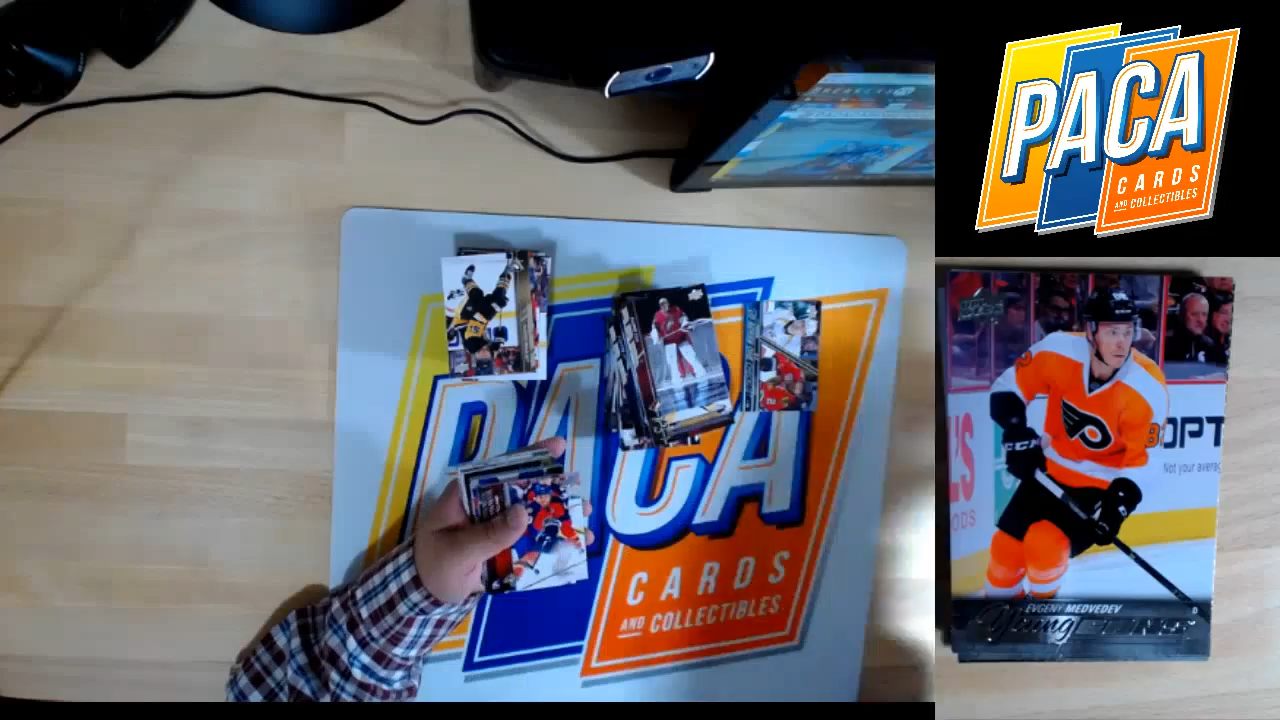 PACA
CARDS
AND COLLECTIBLES
PACA
CARDS
AND COLLECTIBLES
OPT
Not your averag
EVGENY MEDVEDEV
D
Young GUNS